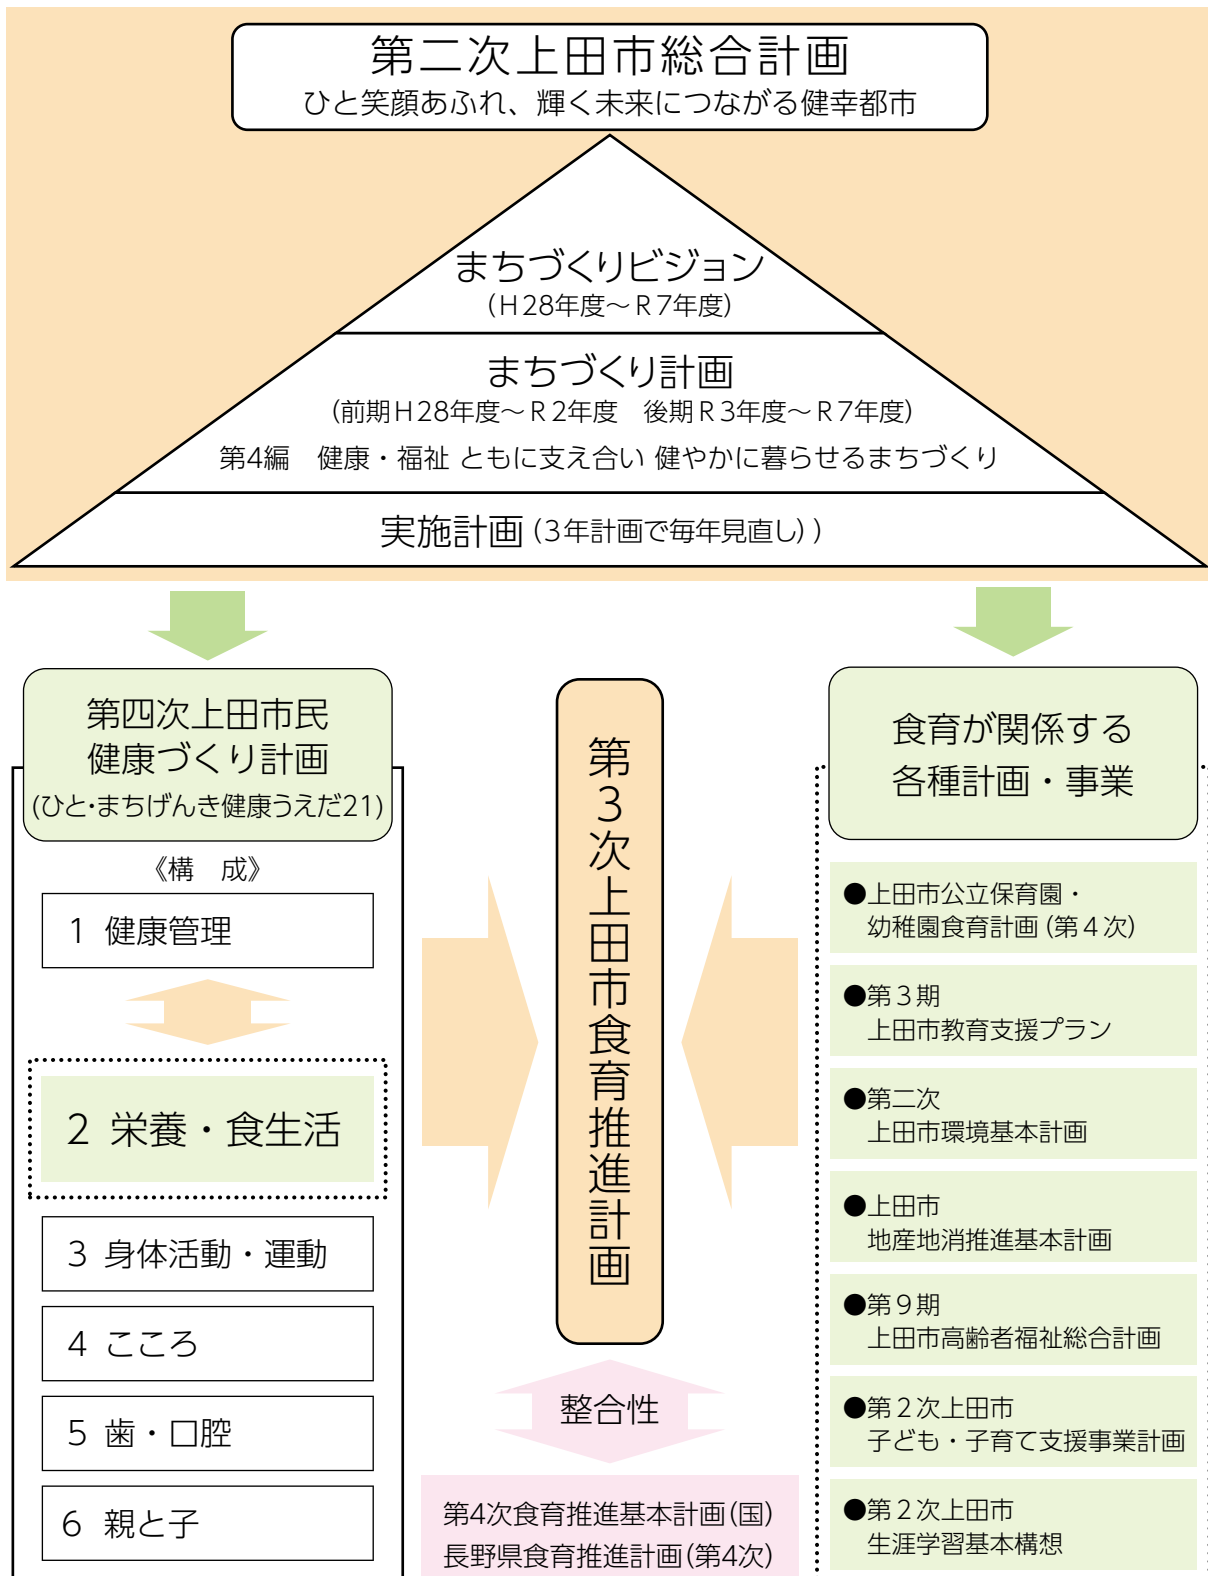 第二次上田市総合計画
ひと笑顔あふれ、輝く未来につながる健幸都市
まちづくりビジョン
(H28年度～R7年度)
まちづくり計画
(前期H28年度～R2年度　後期R3年度～R7年度)
第4編　健康・福祉 ともに支え合い 健やかに暮らせるまちづくり
実施計画 (3年計画で毎年見直し))
第四次上田市民
健康づくり計画
(ひと・まちげんき健康うえだ21)
《構　成》
1 健康管理
2 栄養・食生活
3 身体活動・運動
4 こころ
5 歯・口腔
6 親と子
第3次上田市食育推進計画
整合性
第4次食育推進基本計画(国)
長野県食育推進計画(第4次)
食育が関係する
各種計画・事業
●上田市公立保育園・
幼稚園食育計画(第4次)
●第3期
上田市教育支援プラン
●第二次
上田市環境基本計画
●上田市
地産地消推進基本計画
●第9期
上田市高齢者福祉総合計画
●第2次上田市
子ども・子育て支援事業計画
●第2次上田市
生涯学習基本構想